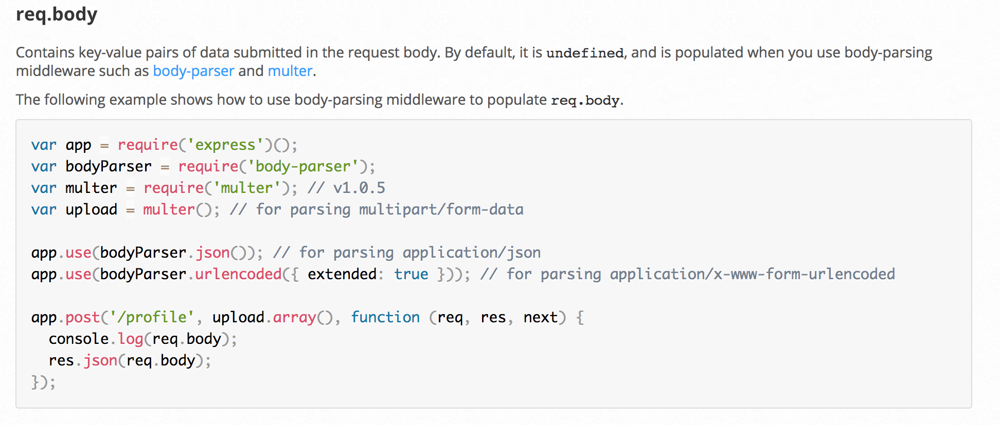 req.body
Contains key-value pairs of data submitted in the request body. By default, it is undefined, and is populated when you use body-parsing
middleware such as body-parser and multer.
The following example shows how to use body-parsing middleware to populate req.body.
var app = require('express')();
var bodyParser = require('body-parser');
var multer = require('multer'); // v1.0.5
var upload = multer(); // for parsing multipart/form-data
app.use(bodyParser.json()); // for parsing application/json
app.use(bodyParser.urlencoded({ extended: true })); // for parsing application/x-www-form-urlencoded
app.post('/profile', upload.array(), function (req, res, next) {
  console.log(req.body);
  res.json(req.body);
});